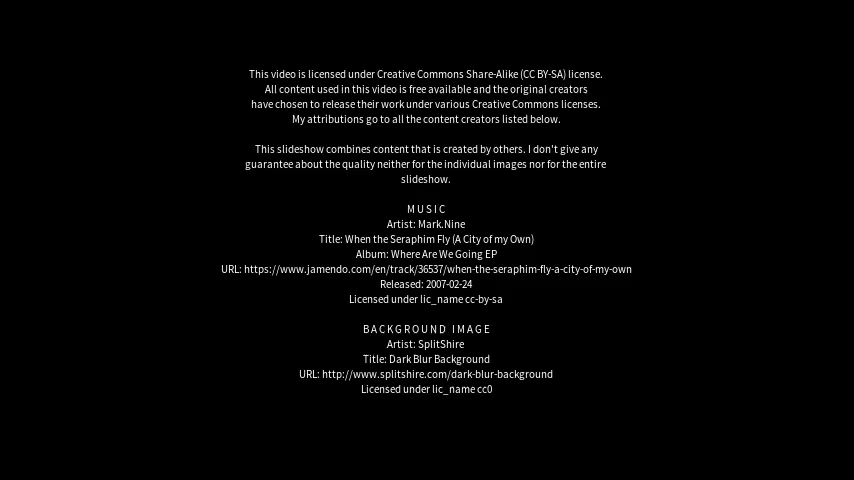 This video is licensed under Creative Commons Share-Alike (CC BY-SA) license.
All content used in this video is free available and the original creators
have chosen to release their work under various Creative Commons licenses.
My attributions go to all the content creators listed below.
This slideshow combines content that is created by others. I don't give any
guarantee about the quality neither for the individual images nor for the entire
slideshow.
MUSIC
Artist: Mark.Nine
Title: When the Seraphim Fly (A City of my Own)
Album: Where Are We Going EP
URL: https://www.jamendo.com/en/track/36537/when-the-seraphim-fly-a-city-of-my-own
Released: 2007-02-24
Licensed under lic_name cc-by-sa
BACKGROUND IMAGE
Artist: SplitShire
Title: Dark Blur Background
URL: http://www.splitshire.com/dark-blur-background
Licensed under lic_name cc0